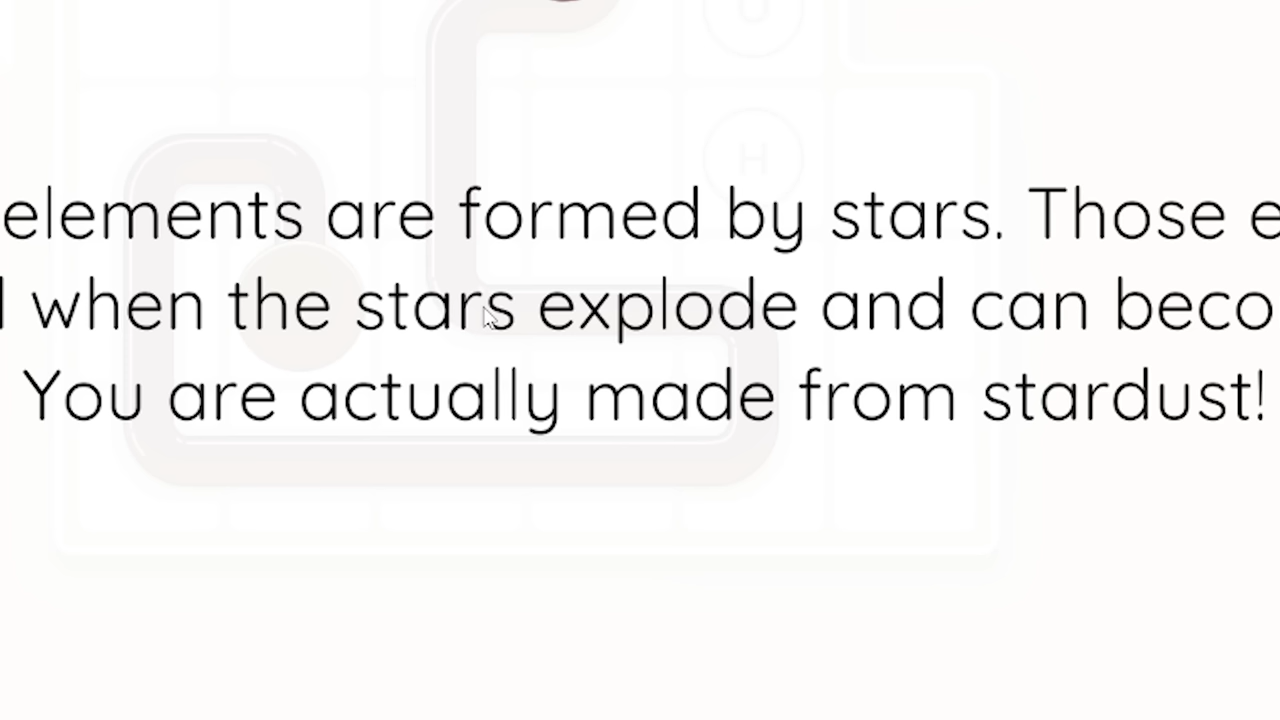 U
H
elements are formed by stars. Those e
when the stars explode and can beco
You are actually made from stardust!